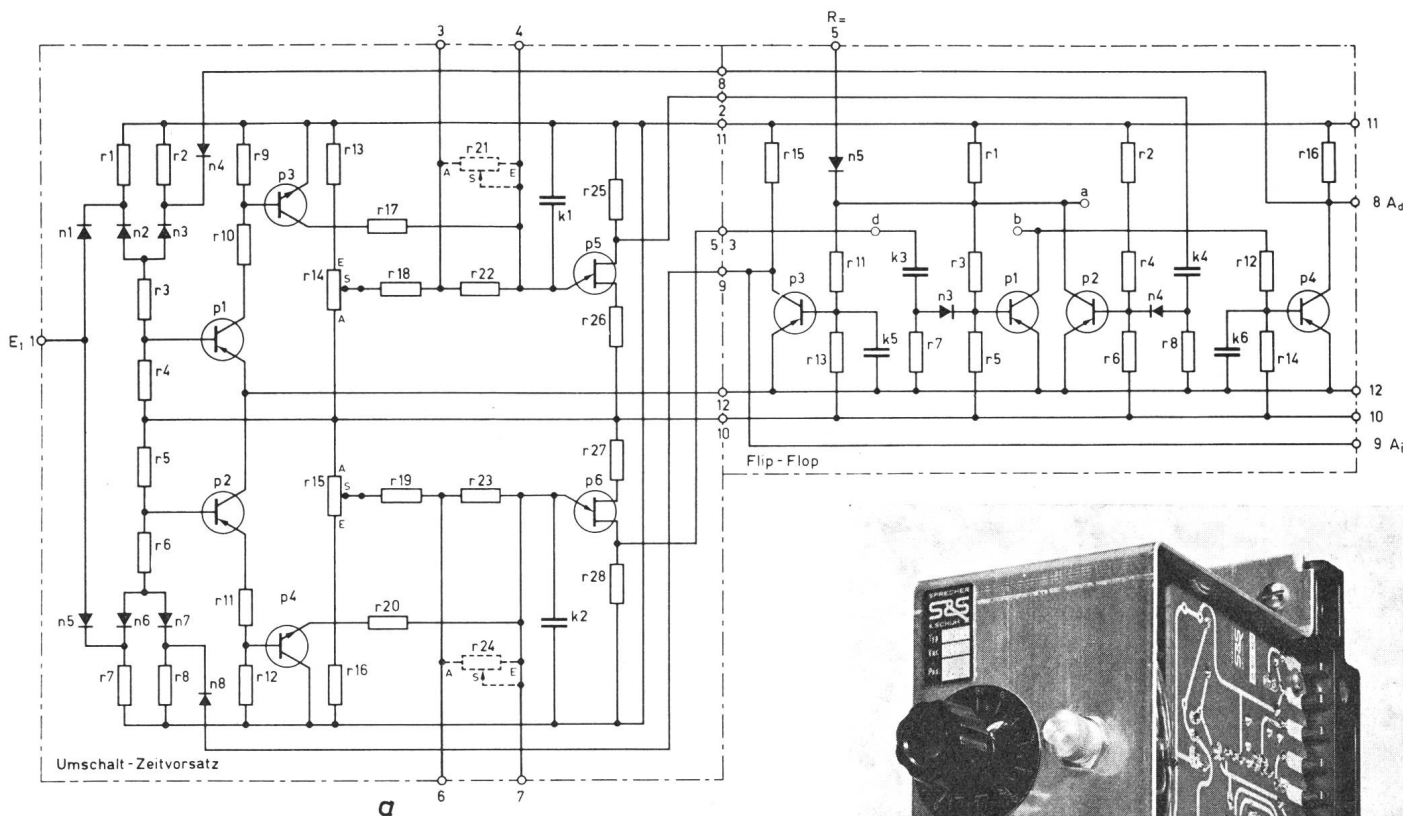 R=
3 4 5
8
2
11 11
r1 r2 n4 r9 r13 r21 r15 n5 r1 r2 r16
A S E
p3 k1 r25 a 8 Ad
n1 n2 n3 r10 r17 5 3 d b
E p5 9 r11 k3 r3 r4 k4 r12
r3 r14 S r18 r22 p3 n3 p1 p2 n4 p4
A r26
E1 1 p1 r13 k5 r7 r5 r6 r8 k6 r14
r4
12 12
10 10
r5 r27 9 Ai
A Flip-Flop
p2 r15 S r19 r23 p6
E
r6 r28
n5 n6 n7 r11 p4 r20 k2
r24
A S E
r7 r8 n8 r12 r16
Umschalt-Zeitvorsatz
6 7
a
SPRECHER
S&S
& SCHUH
Typ
S&S